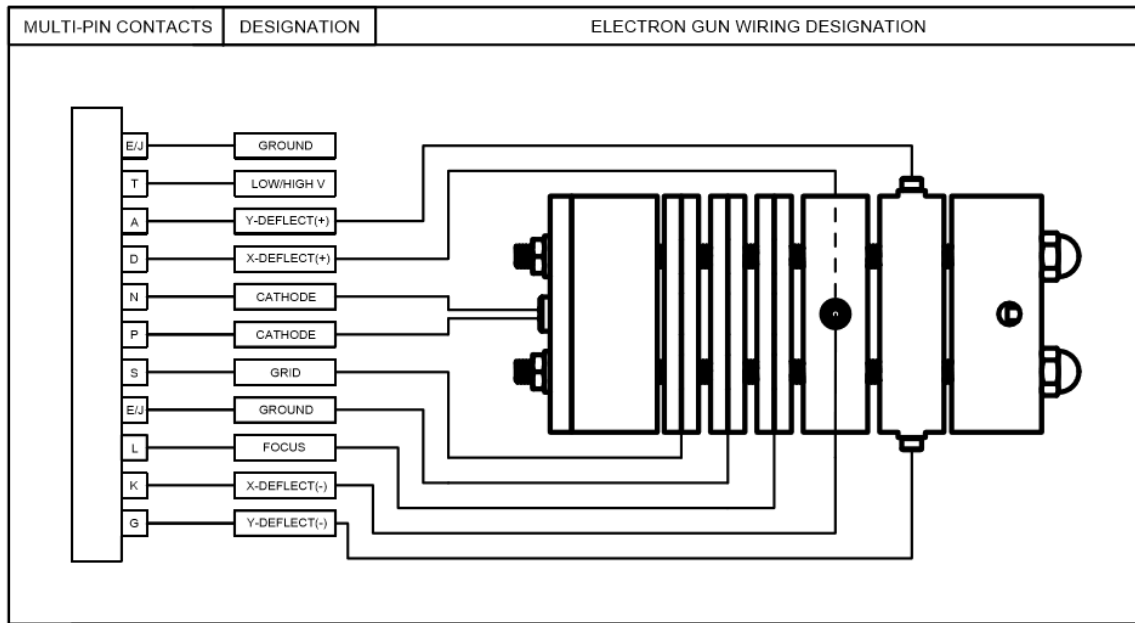 MULTI-PIN CONTACTS DESIGNATION ELECTRON GUN WIRING DESIGNATION
E/J GROUND
T LOW/HIGH V
A Y-DEFLECT(+)
D X-DEFLECT(+)
N CATHODE
P CATHODE
S GRID
E/J GROUND
L FOCUS
K X-DEFLECT(-)
G Y-DEFLECT(-)